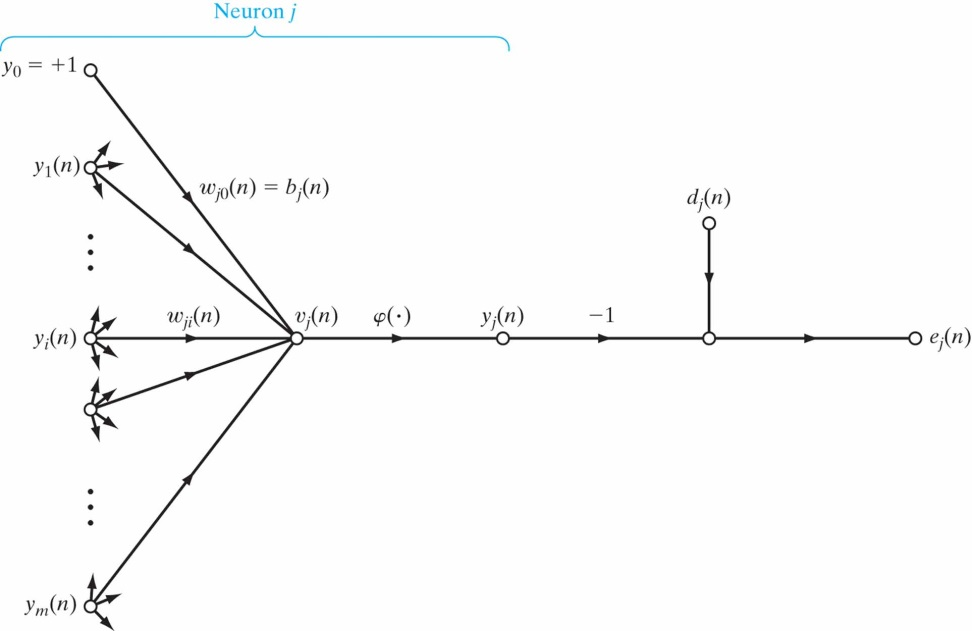 Neuron j
y₀ = +1
y₁(n)
wⱼ₀(n) = bⱼ(n)
dⱼ(n)
yᵢ(n)
wⱼᵢ(n)
vⱼ(n)
φ(·)
yⱼ(n)
−1
eⱼ(n)
yₘ(n)